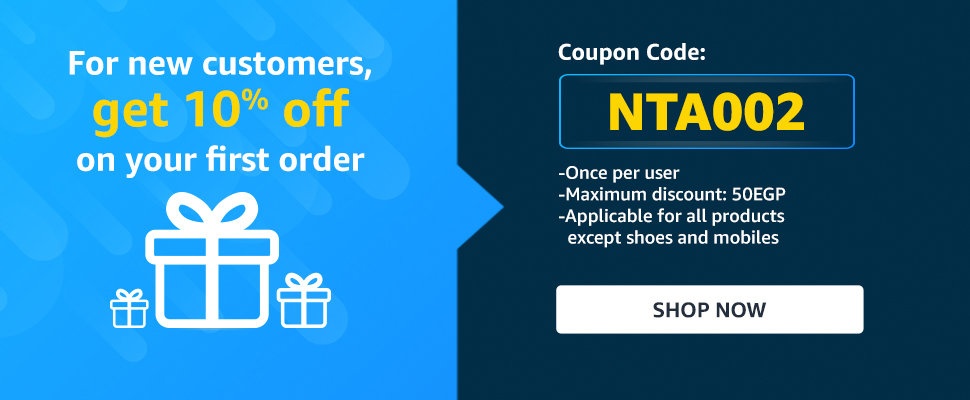 For new customers,
get 10% off
on your first order
Coupon Code:
NTA002
-Once per user
-Maximum discount: 50EGP
-Applicable for all products
except shoes and mobiles
SHOP NOW